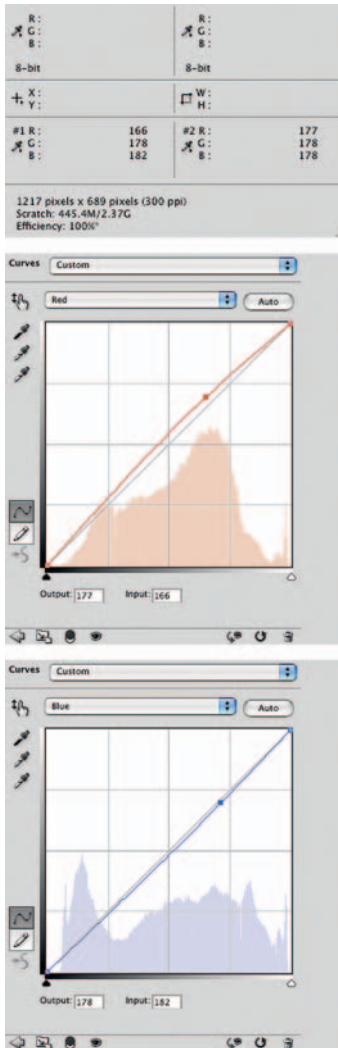 R: R:
G: G:
B: B:
8-bit 8-bit
X: W:
Y: H:
#1 R: 166 #2 R: 177
G: 178 G: 178
B: 182 B: 178
1217 pixels x 689 pixels (300 ppi)
Scratch: 445.4M/2.37G
Efficiency: 100%*
Curves Custom
Red Auto
Output: 177 Input: 166
Curves Custom
Blue Auto
Output: 178 Input: 182